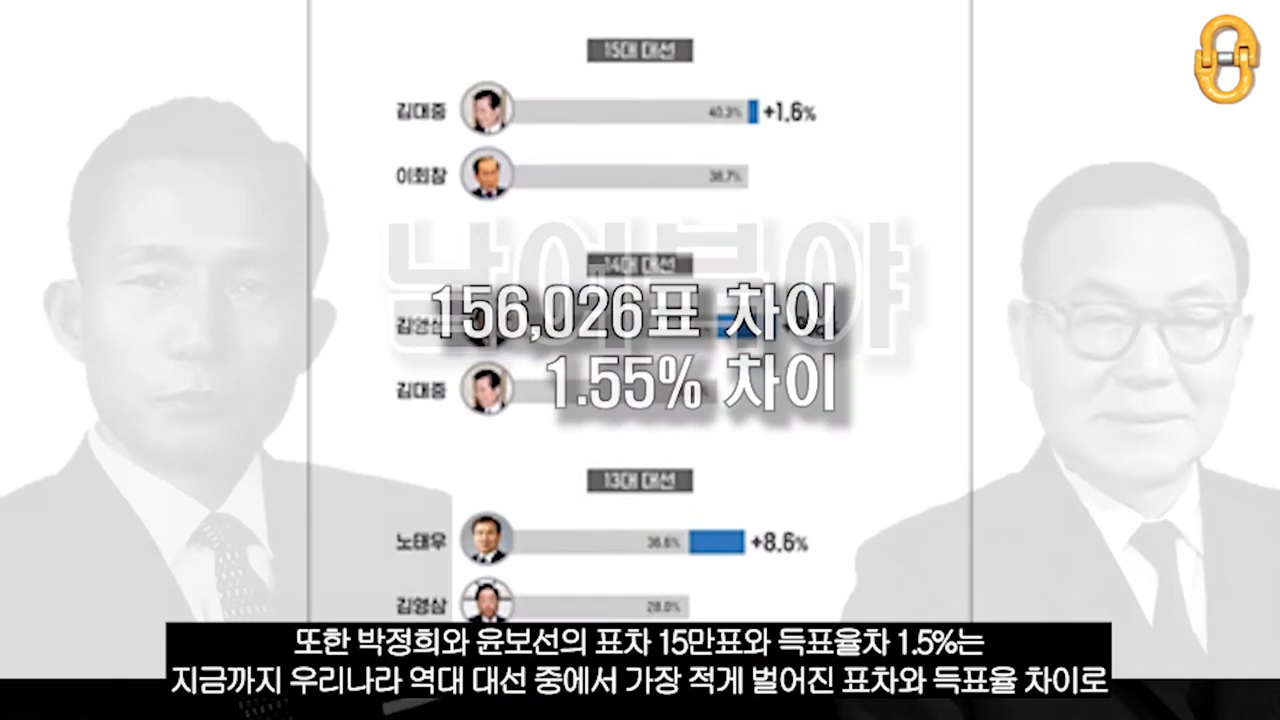 15대 대선
김대중 40.3% +1.6%
이회창 38.7%
14대 대선
김영삼
156,026표 차이
김대중
1.55% 차이
13대 대선
노태우 36.6% +8.6%
김영삼 28.0%
또한 박정희와 윤보선의 표차 15만표와 득표율차 1.5%는
지금까지 우리나라 역대 대선 중에서 가장 적게 벌어진 표차와 득표율 차이로